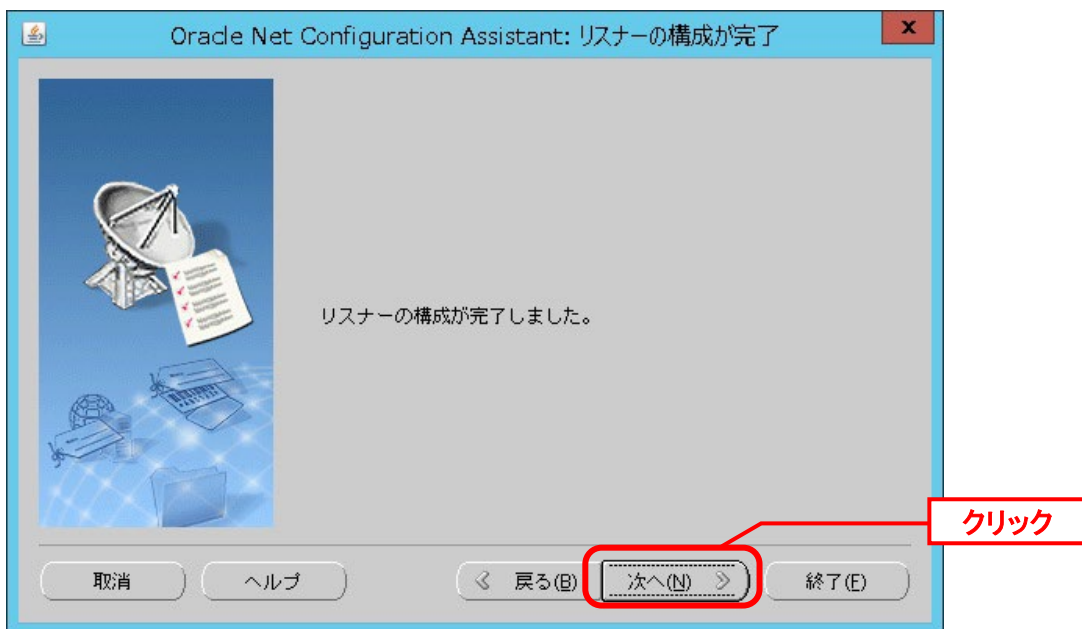 Oracle Net Configuration Assistant: リスナーの構成が完了
リスナーの構成が完了しました。
クリック
取消
ヘルプ
戻る(B)
次へ(N)
終了(F)